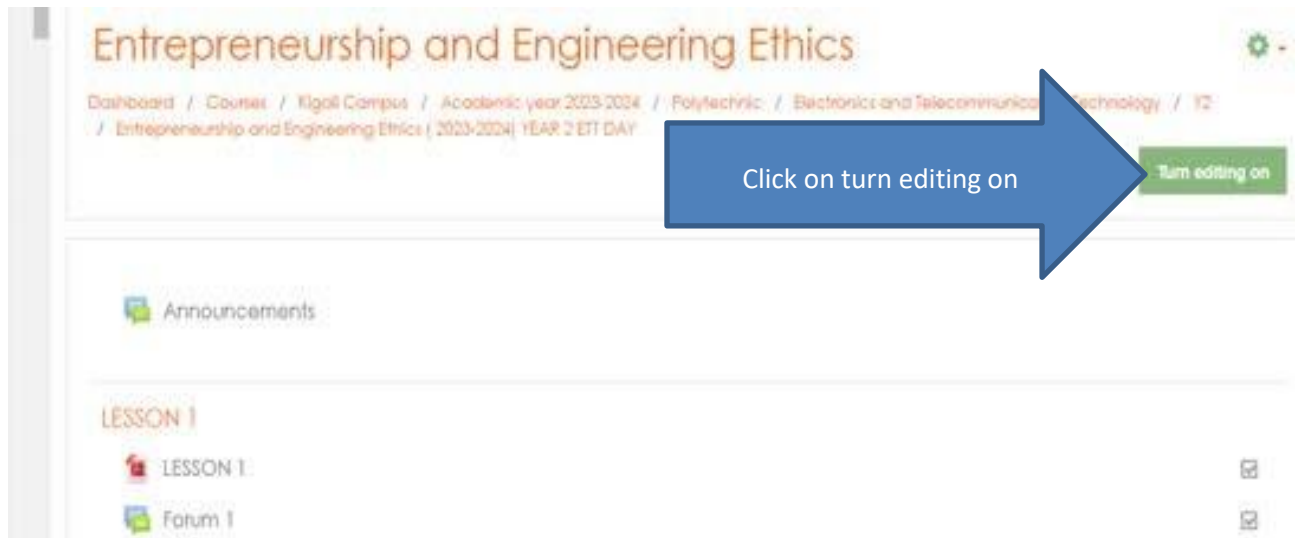 Entrepreneurship and Engineering Ethics
Dashboard / Courses / Kigali Campus / Academic year 2023-2024 / Polytechnic / Electronics and Telecommunica Technology / Y2
/ Entrepreneurship and Engineering Ethics ( 2023-2024) YEAR 2 ETT DAY
Click on turn editing on
Turn editing on
Announcements
LESSON 1
LESSON 1
Forum 1